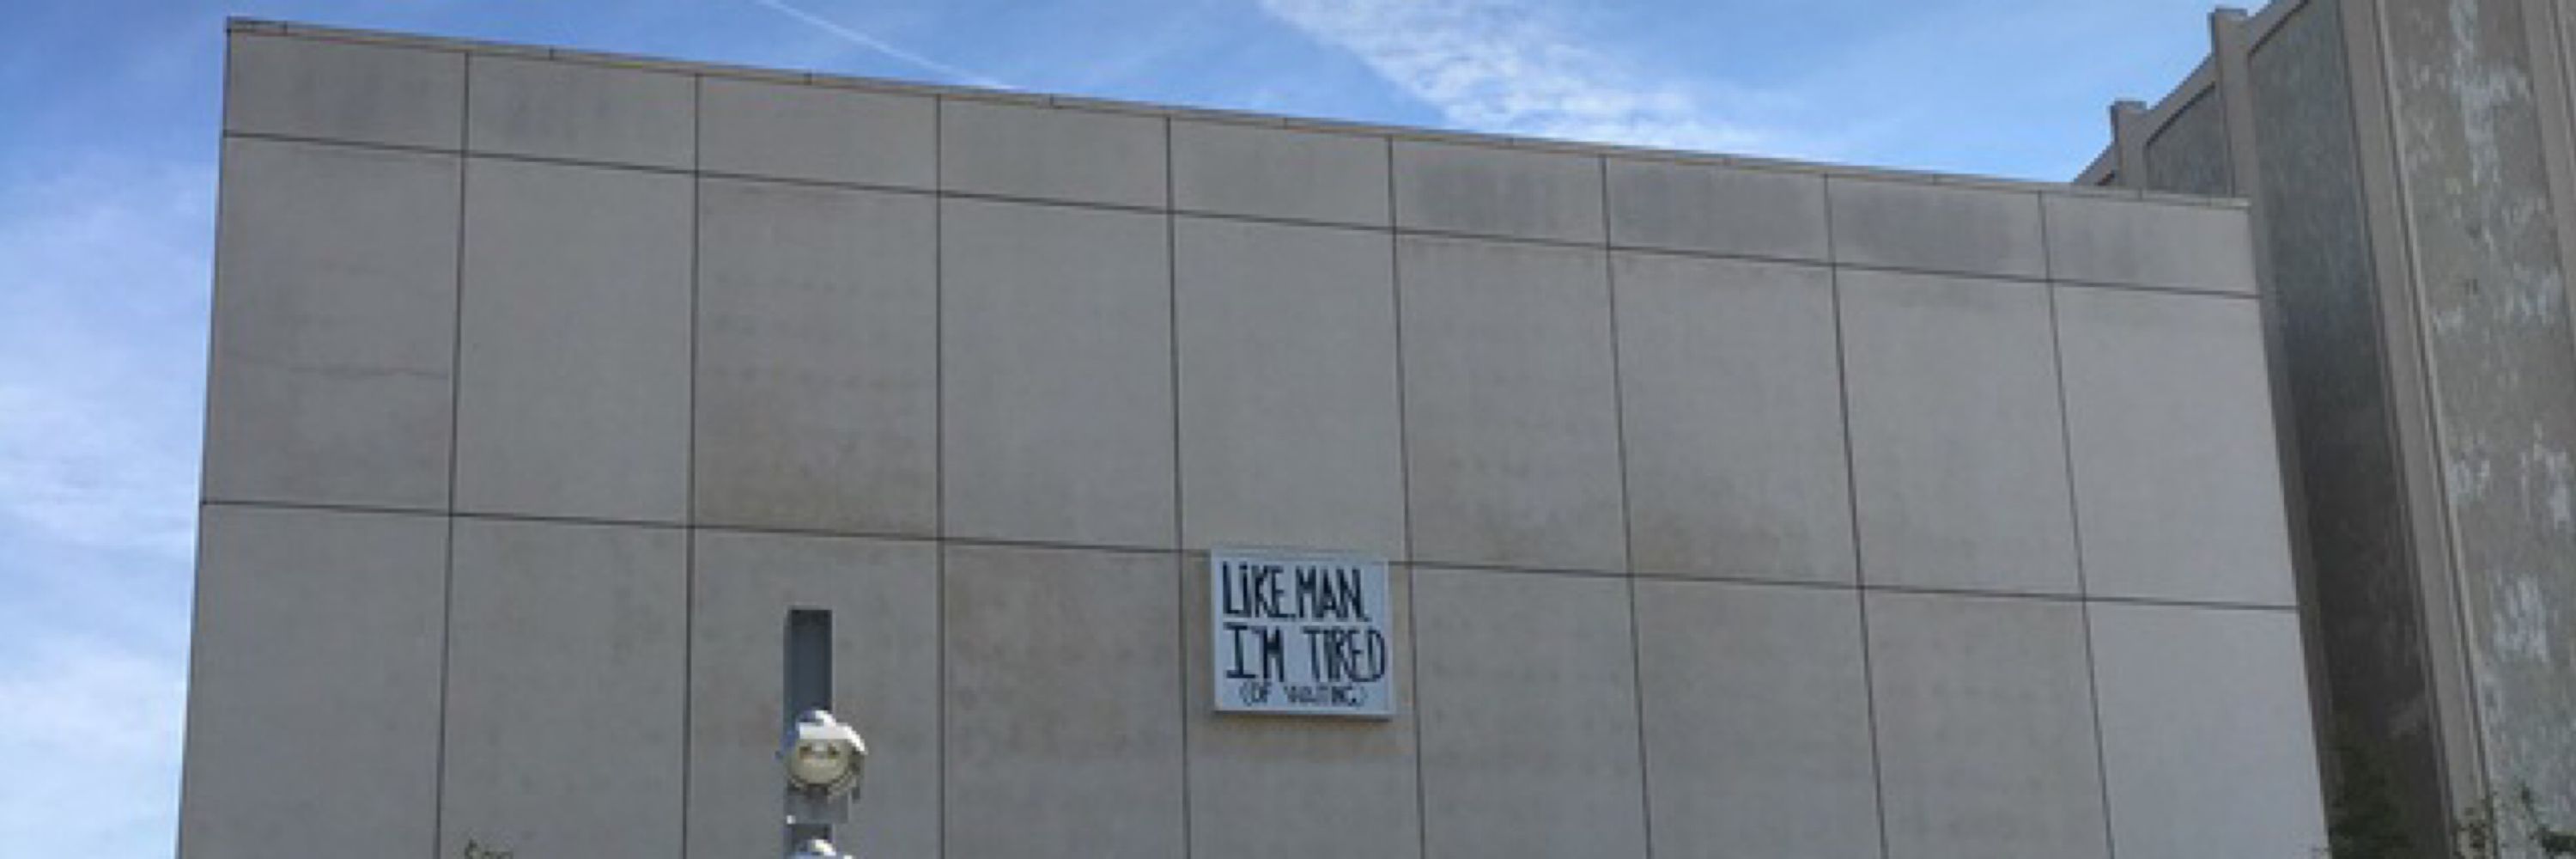 LiKE.MAN.
I'M TIRED
(OF WAITING)